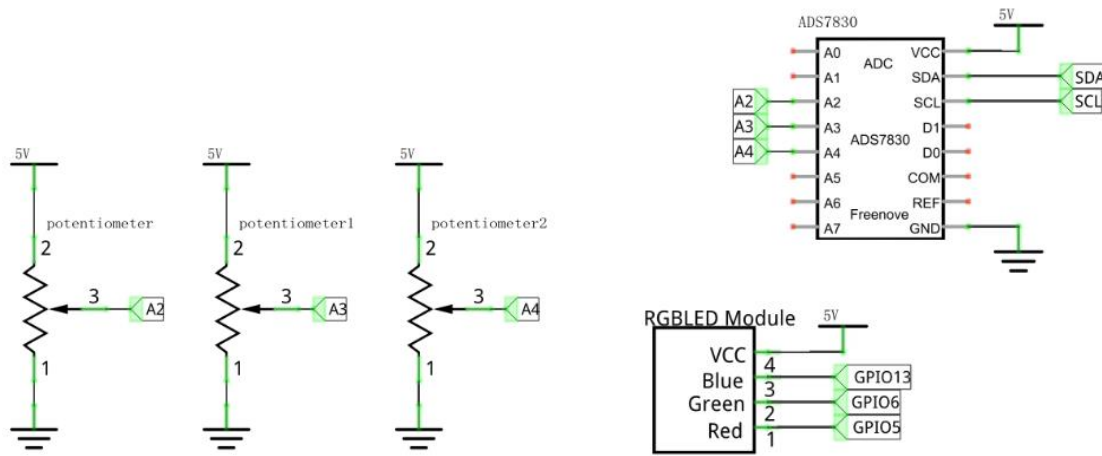 5V
potentiometer
2
3
A2
1
5V
potentiometer1
2
3
A3
1
5V
potentiometer2
2
3
A4
1
ADS7830
5V
A0 VCC
ADC
A1 SDA SDA
A2 A2 SCL SCL
A3 A3 D1
ADS7830
A4 A4 D0
A5 COM
A6 REF
Freenove
A7 GND
RGBLED Module
5V
VCC 4
Blue 3 GPIO13
Green 2 GPIO6
Red 1 GPIO5